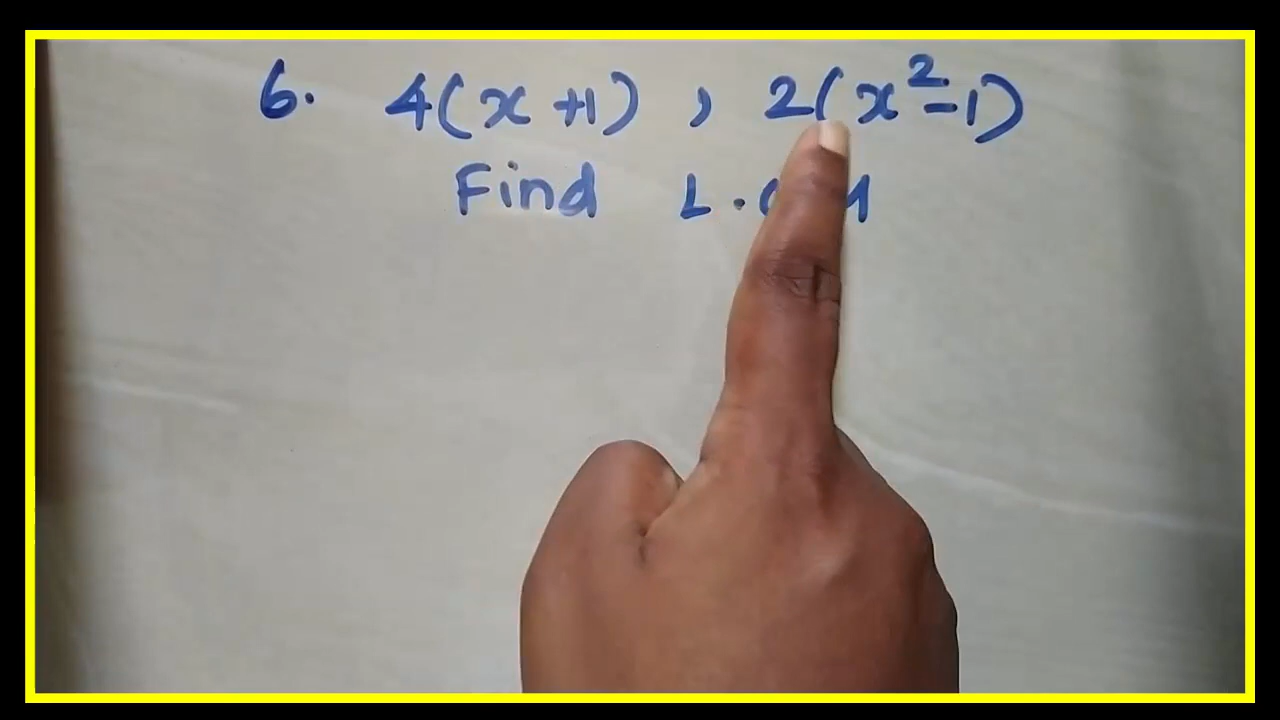 6. 4(x+1) , 2(x²-1)
Find